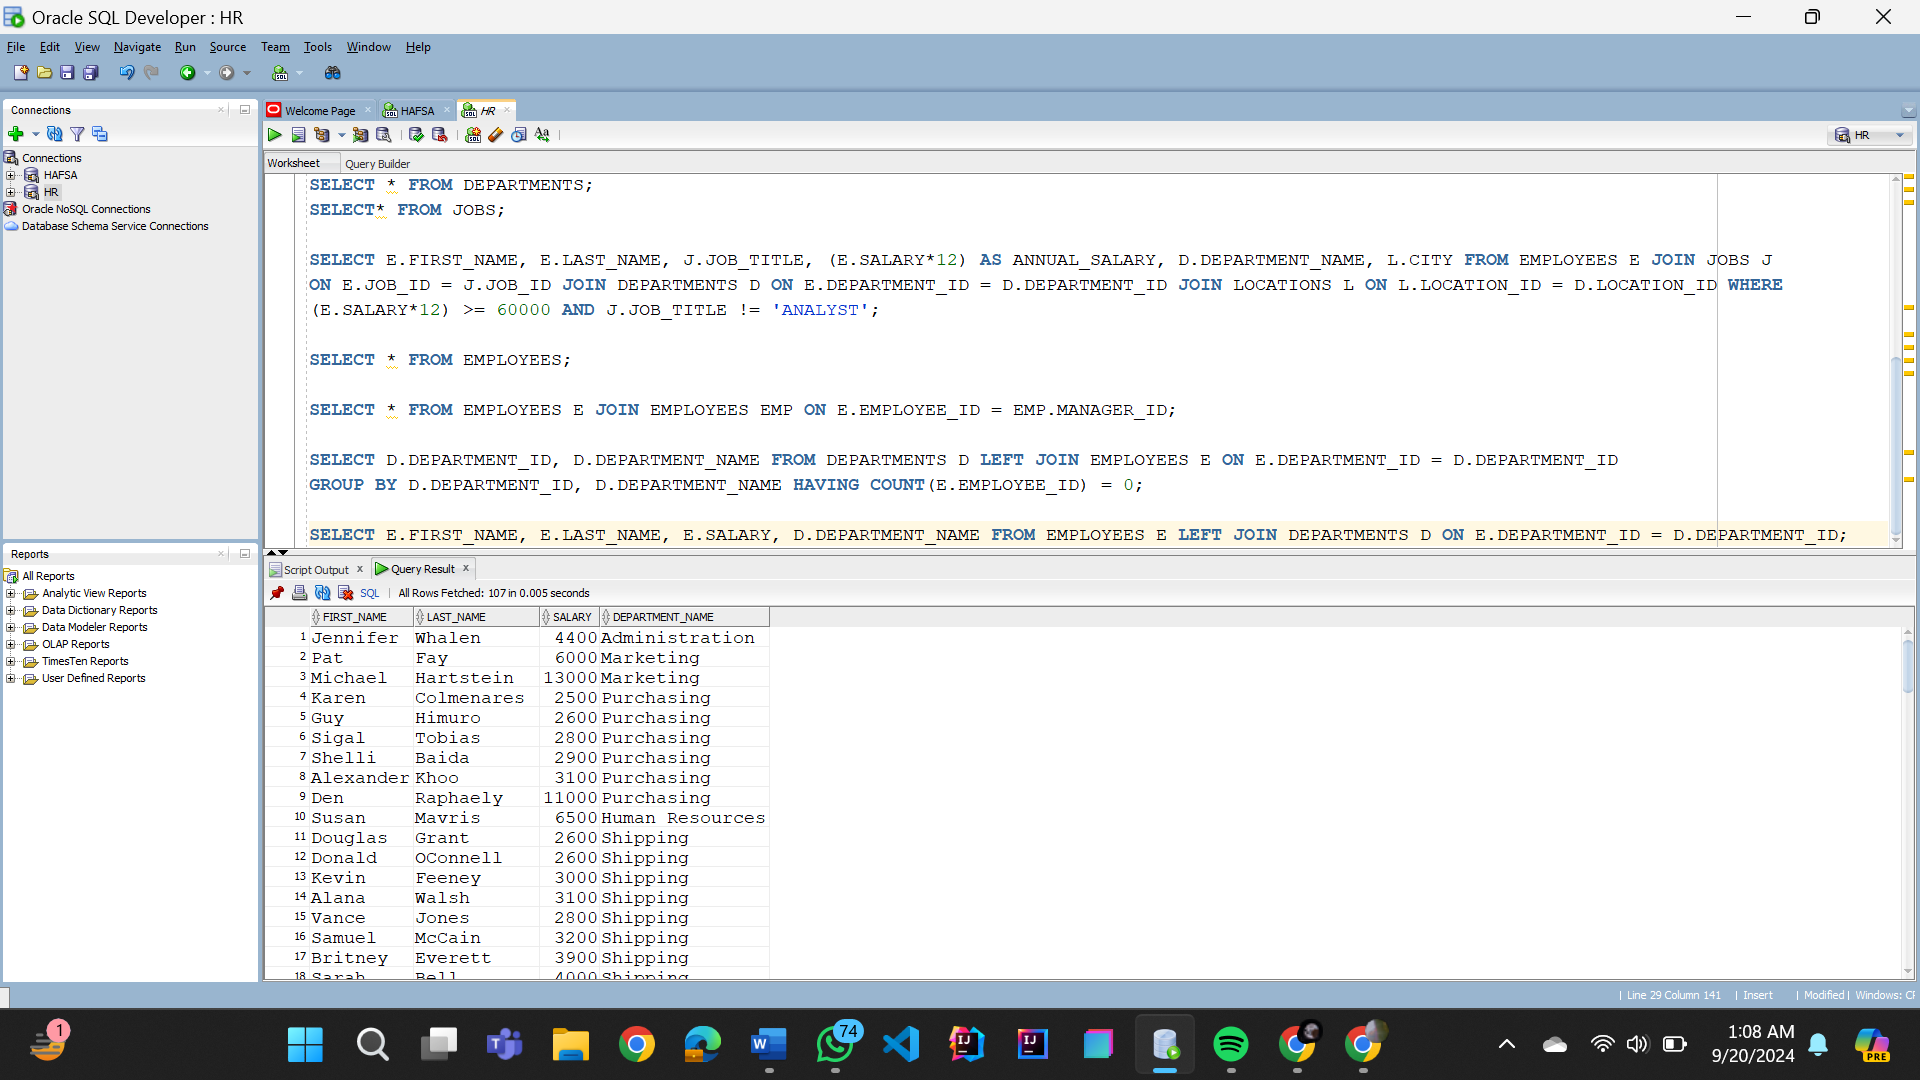 Oracle SQL Developer : HR
File Edit View Navigate Run Source Team Tools Window Help
Connections
Connections
HAFSA
HR
Oracle NoSQL Connections
Database Schema Service Connections
Reports
All Reports
Analytic View Reports
Data Dictionary Reports
Data Modeler Reports
OLAP Reports
TimesTen Reports
User Defined Reports
Welcome Page HAFSA HR
HR
Worksheet Query Builder
SELECT * FROM DEPARTMENTS;
SELECT* FROM JOBS;
SELECT E.FIRST_NAME, E.LAST_NAME, J.JOB_TITLE, (E.SALARY*12) AS ANNUAL_SALARY, D.DEPARTMENT_NAME, L.CITY FROM EMPLOYEES E JOIN JOBS J
ON E.JOB_ID = J.JOB_ID JOIN DEPARTMENTS D ON E.DEPARTMENT_ID = D.DEPARTMENT_ID JOIN LOCATIONS L ON L.LOCATION_ID = D.LOCATION_ID WHERE
(E.SALARY*12) >= 60000 AND J.JOB_TITLE != 'ANALYST';
SELECT * FROM EMPLOYEES;
SELECT * FROM EMPLOYEES E JOIN EMPLOYEES EMP ON E.EMPLOYEE_ID = EMP.MANAGER_ID;
SELECT D.DEPARTMENT_ID, D.DEPARTMENT_NAME FROM DEPARTMENTS D LEFT JOIN EMPLOYEES E ON E.DEPARTMENT_ID = D.DEPARTMENT_ID
GROUP BY D.DEPARTMENT_ID, D.DEPARTMENT_NAME HAVING COUNT(E.EMPLOYEE_ID) = 0;
SELECT E.FIRST_NAME, E.LAST_NAME, E.SALARY, D.DEPARTMENT_NAME FROM EMPLOYEES E LEFT JOIN DEPARTMENTS D ON E.DEPARTMENT_ID = D.DEPARTMENT_ID;
Script Output Query Result
SQL All Rows Fetched: 107 in 0.005 seconds
FIRST_NAME LAST_NAME SALARY DEPARTMENT_NAME
1 Jennifer Whalen 4400 Administration
2 Pat Fay 6000 Marketing
3 Michael Hartstein 13000 Marketing
4 Karen Colmenares 2500 Purchasing
5 Guy Himuro 2600 Purchasing
6 Sigal Tobias 2800 Purchasing
7 Shelli Baida 2900 Purchasing
8 Alexander Khoo 3100 Purchasing
9 Den Raphaely 11000 Purchasing
10 Susan Mavris 6500 Human Resources
11 Douglas Grant 2600 Shipping
12 Donald OConnell 2600 Shipping
13 Kevin Feeney 3000 Shipping
14 Alana Walsh 3100 Shipping
15 Vance Jones 2800 Shipping
16 Samuel McCain 3200 Shipping
17 Britney Everett 3900 Shipping
18 Sarah Bell 4000 Shipping
Line 29 Column 141 Insert Modified Windows: CF
1
74
1:08 AM
9/20/2024
PRE